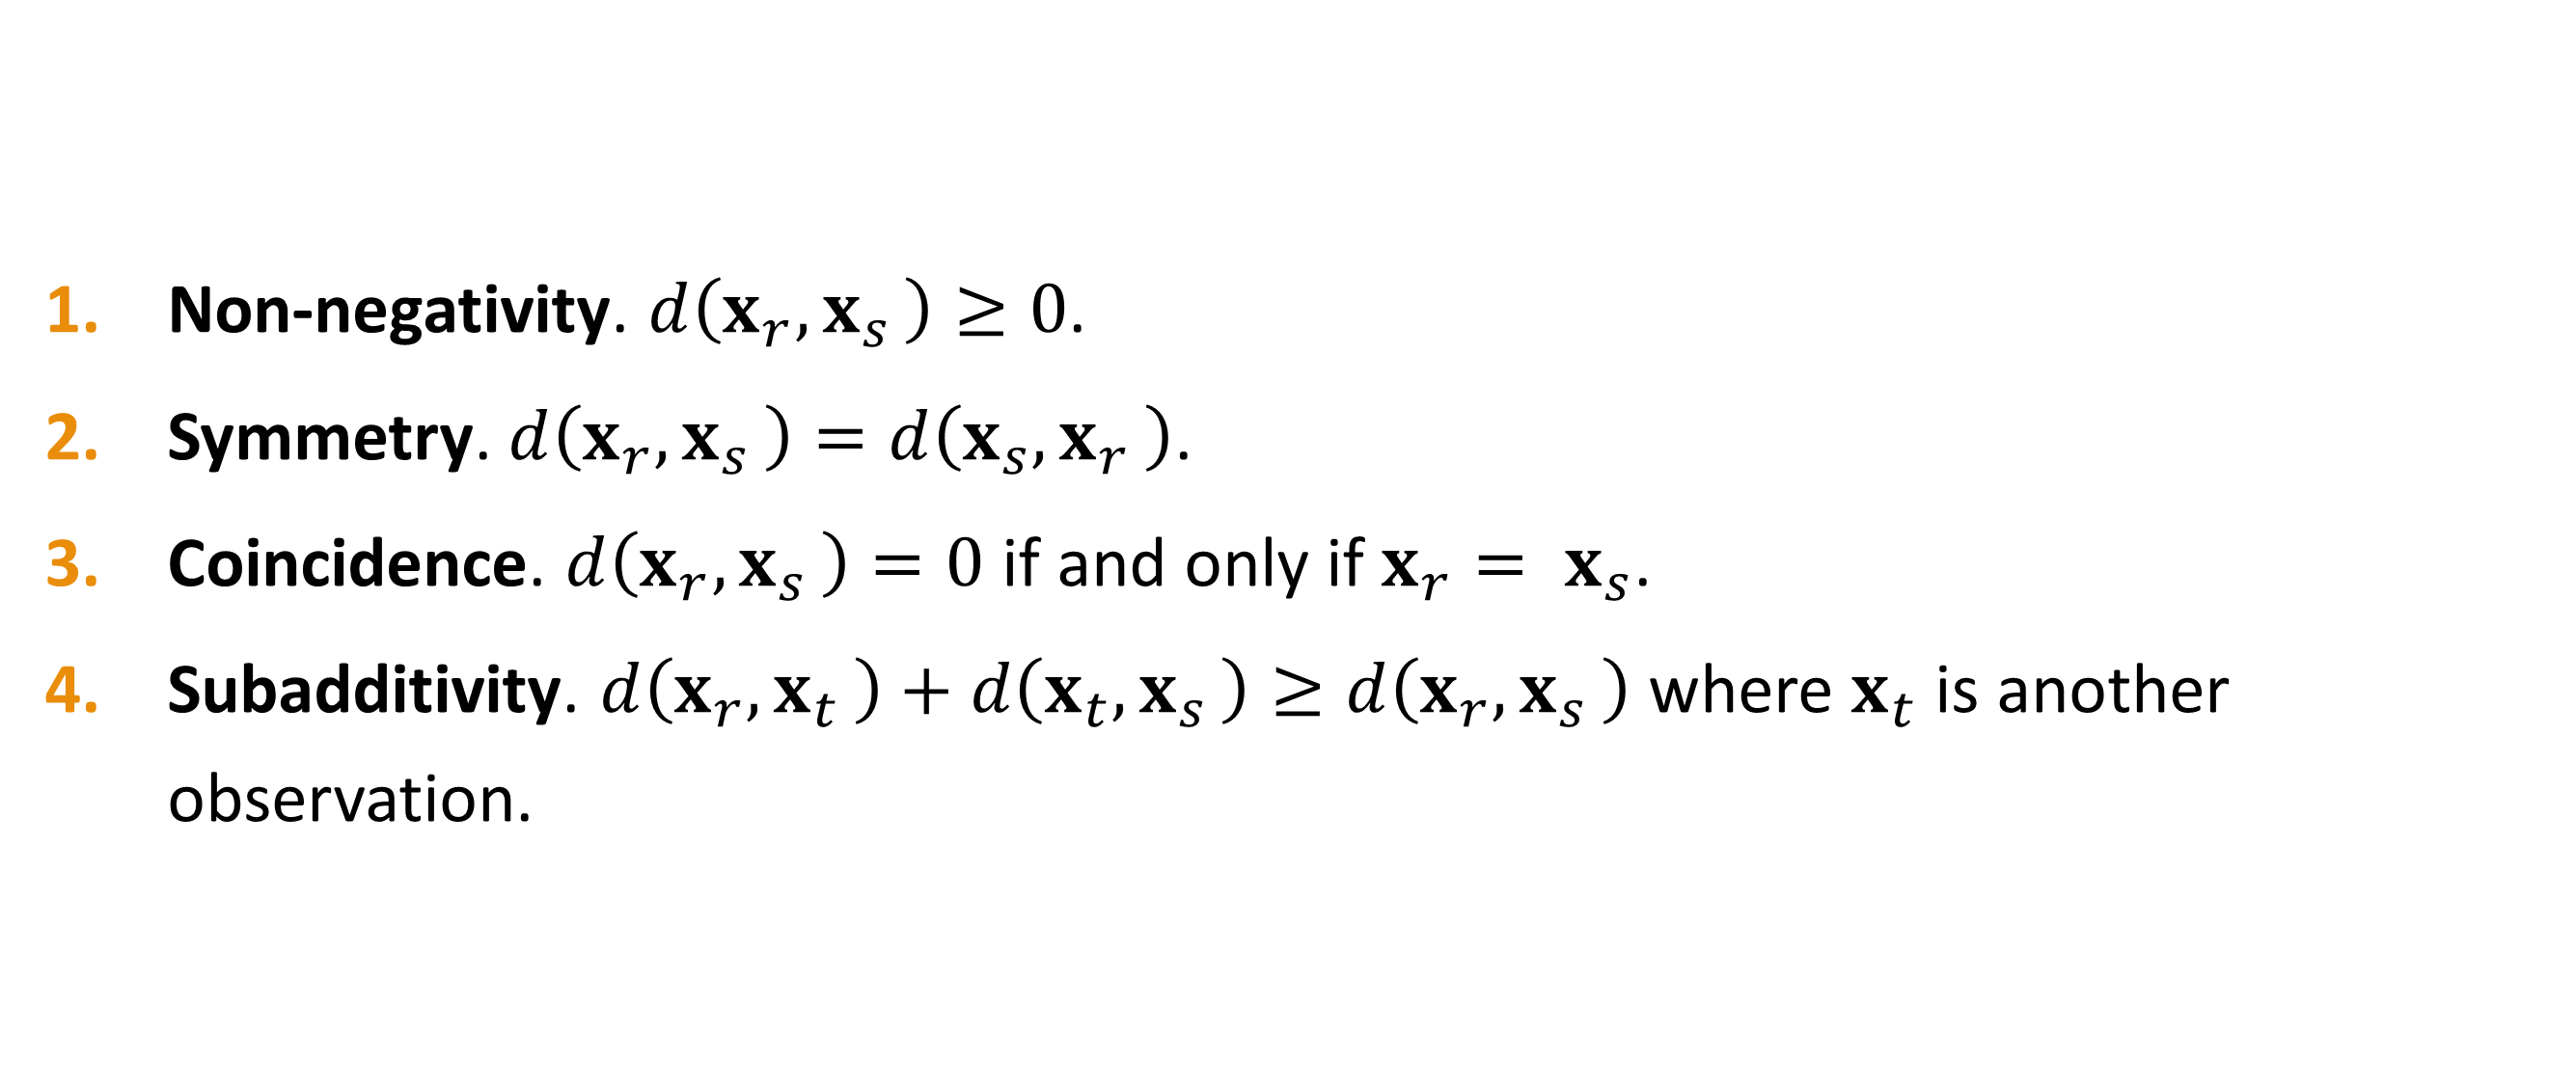 1. Non-negativity. d(𝐱ᵣ, 𝐱ₛ) ≥ 0.
2. Symmetry. d(𝐱ᵣ, 𝐱ₛ) = d(𝐱ₛ, 𝐱ᵣ).
3. Coincidence. d(𝐱ᵣ, 𝐱ₛ) = 0 if and only if 𝐱ᵣ = 𝐱ₛ.
4. Subadditivity. d(𝐱ᵣ, 𝐱ₜ) + d(𝐱ₜ, 𝐱ₛ) ≥ d(𝐱ᵣ, 𝐱ₛ) where 𝐱ₜ is another
observation.